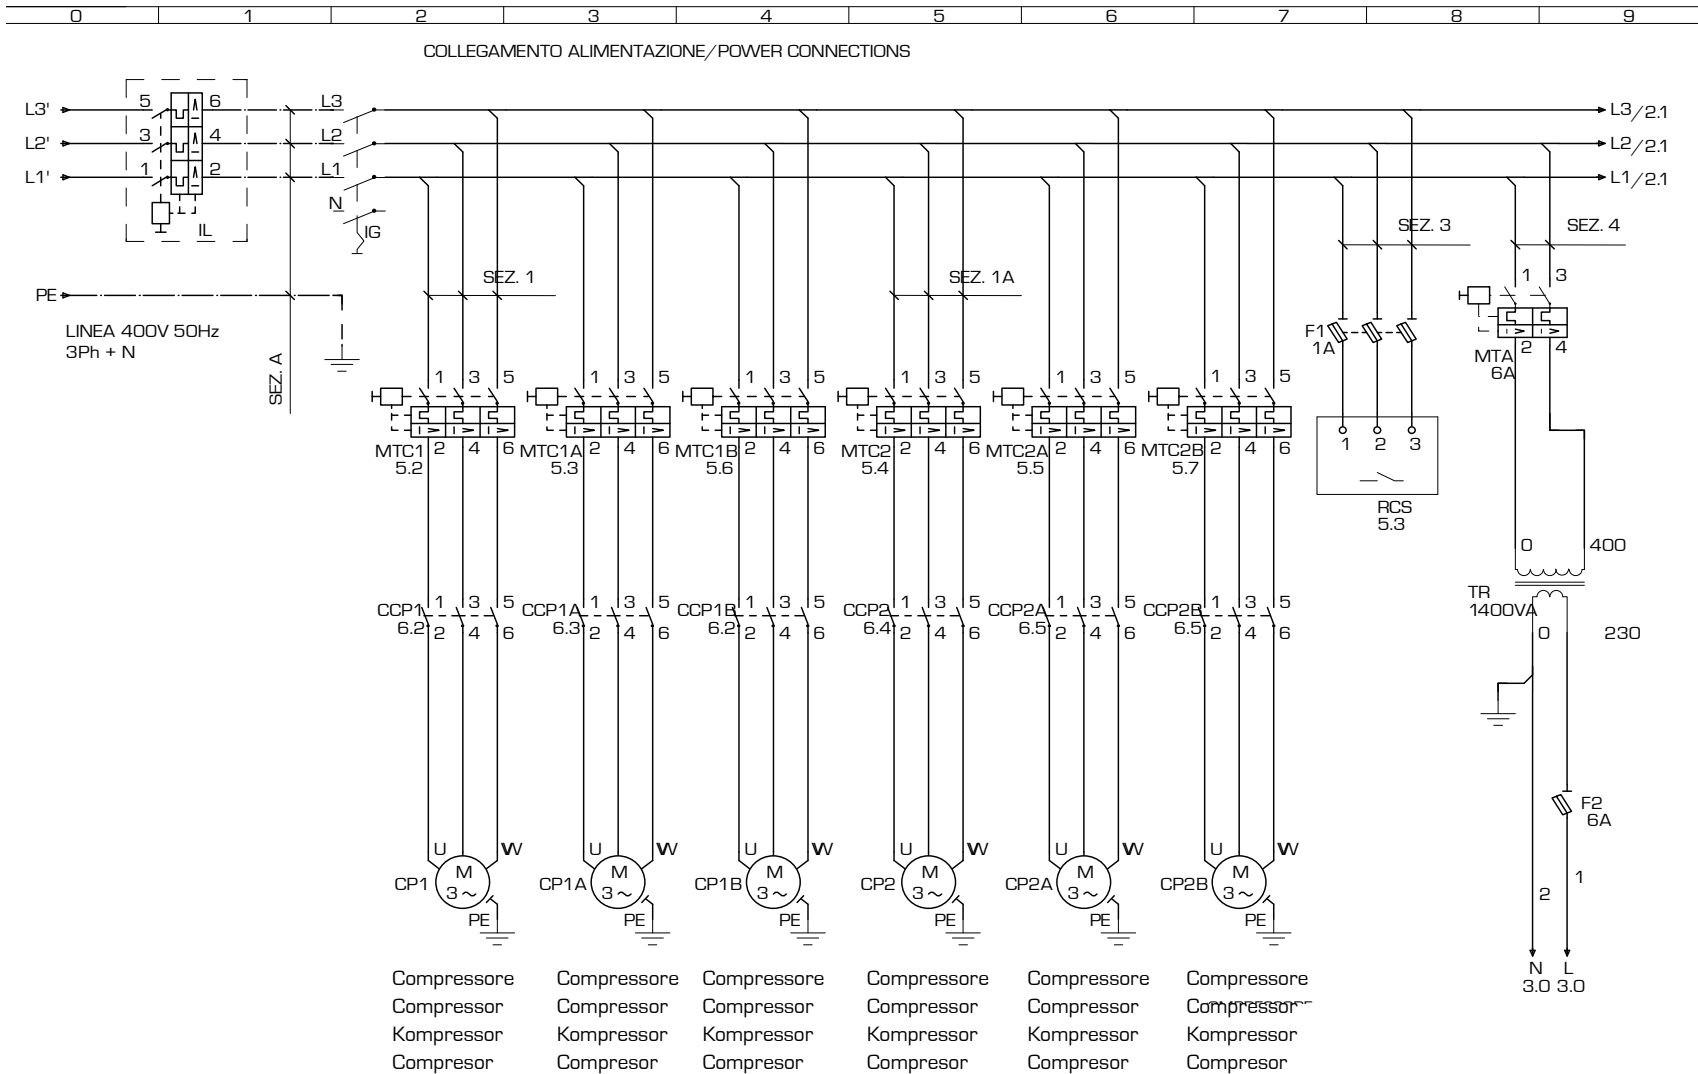 0 1 2 3 4 5 6 7 8 9
COLLEGAMENTO ALIMENTAZIONE/POWER CONNECTIONS
L3' 5 6 L3 L3/2.1
L2' 3 4 L2 L2/2.1
L1' 1 2 L1 L1/2.1
N
IL IG SEZ. 3 SEZ. 4
SEZ. 1 SEZ. 1A 1 3
PE
LINEA 400V 50Hz
3Ph + N
SEZ. A
F1
1A
MTA 2 4
6A
1 3 5 1 3 5 1 3 5 1 3 5 1 3 5 1 3 5
MTC1 2 4 6 MTC1A 2 4 6 MTC1B 2 4 6 MTC2 2 4 6 MTC2A 2 4 6 MTC2B 2 4 6
5.2 5.3 5.6 5.4 5.5 5.7
1 2 3
RCS
5.3
0 400
TR
1400VA
0 230
1 3 5 1 3 5 1 3 5 1 3 5 1 3 5 1 3 5
CCP1 CCP1A CCP1B CCP2 CCP2A CCP2B
6.2 2 4 6 6.3 2 4 6 6.2 2 4 6 6.4 2 4 6 6.5 2 4 6 6.5 2 4 6
F2
6A
U VW U VW U VW U VW U VW U VW
CP1 M CP1A M CP1B M CP2 M CP2A M CP2B M
3~ 3~ 3~ 3~ 3~ 3~
PE PE PE PE PE PE
2 1
N L
3.0 3.0
Compressore Compressore Compressore Compressore Compressore Compressore
Compressor Compressor Compressor Compressor Compressor Compressor
Kompressor Kompressor Kompressor Kompressor Kompressor Kompressor
Compresor Compresor Compresor Compresor Compresor Compresor